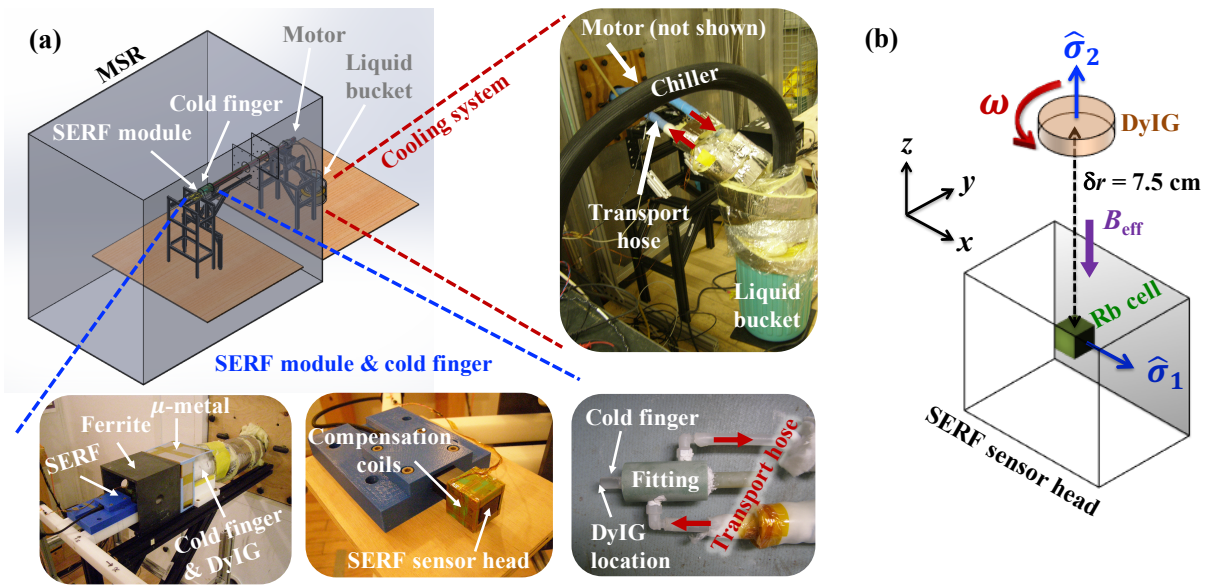 (a)
MSR
Motor
Liquid
bucket
Cold finger
SERF module
Cooling system
SERF module & cold finger
Motor (not shown)
Chiller
Transport
hose
Liquid
bucket
μ-metal
Ferrite
SERF
Cold finger
& DyIG
Compensation
coils
SERF sensor head
Cold finger
Fitting
Transport hose
DyIG
location
(b)
σ̂₂
ω
DyIG
z
y
x
δr = 7.5 cm
B_eff
Rb cell
σ̂₁
SERF sensor head